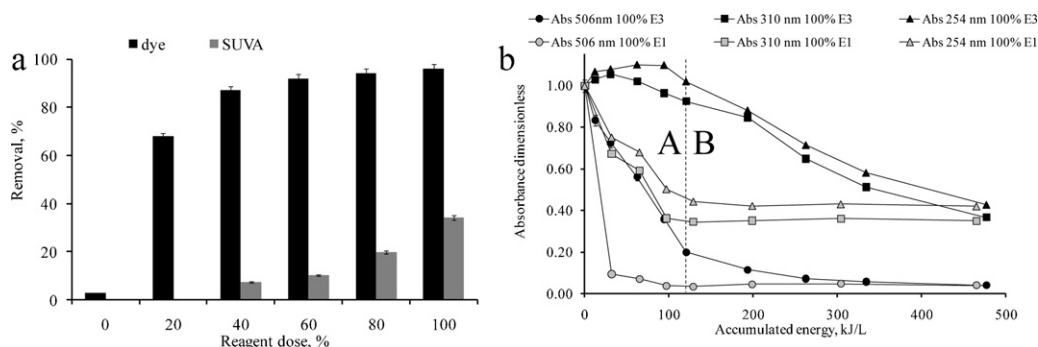 a
dye SUVA
Removal, %
100
80
60
40
20
0
0 20 40 60 80 100
Reagent dose, %
b
Abs 506nm 100% E3 Abs 310 nm 100% E3 Abs 254 nm 100% E3
Abs 506 nm 100% E1 Abs 310 nm 100% E1 Abs 254 nm 100% E1
Absorbance dimensionless
1.00
0.80
0.60
0.40
0.20
0.00
A B
0 100 200 300 400 500
Accumulated energy, kJ/L